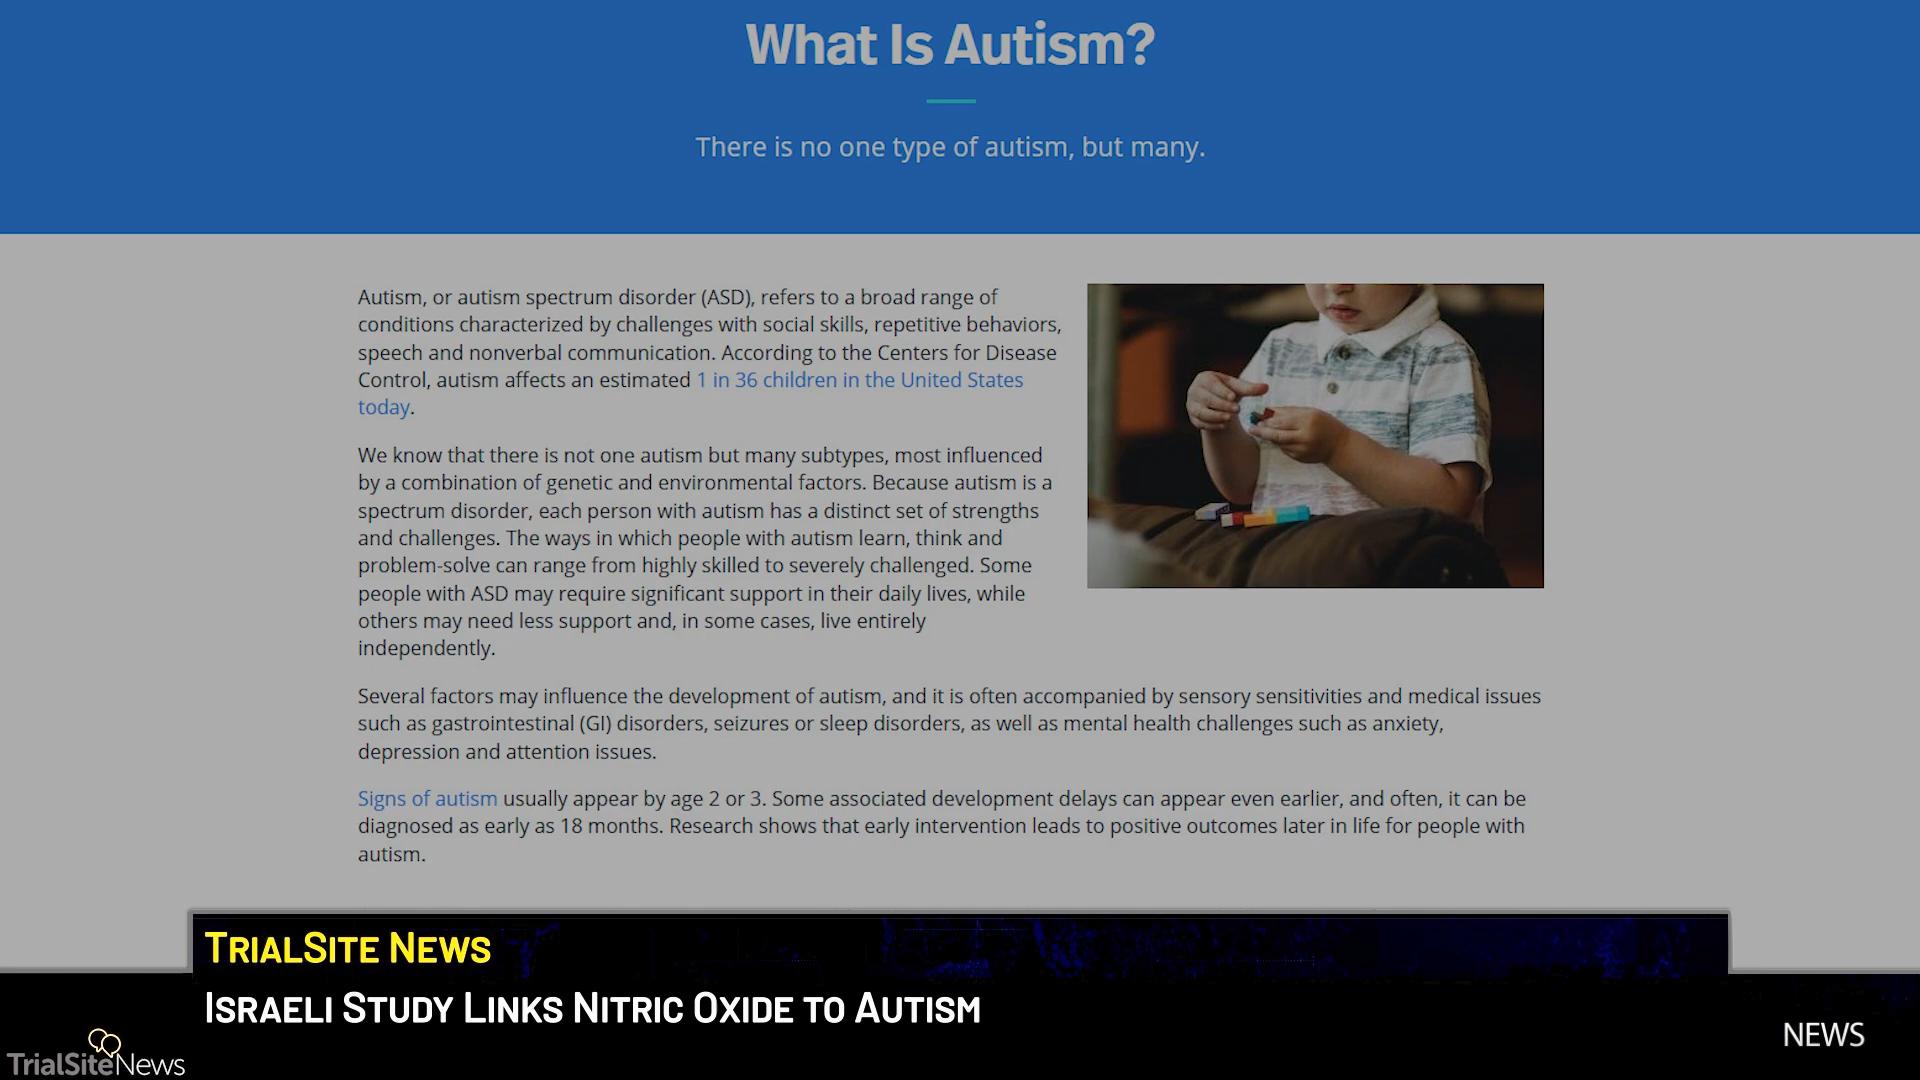 What Is Autism?
There is no one type of autism, but many.
Autism, or autism spectrum disorder (ASD), refers to a broad range of
conditions characterized by challenges with social skills, repetitive behaviors,
speech and nonverbal communication. According to the Centers for Disease
Control, autism affects an estimated 1 in 36 children in the United States
today.
We know that there is not one autism but many subtypes, most influenced
by a combination of genetic and environmental factors. Because autism is a
spectrum disorder, each person with autism has a distinct set of strengths
and challenges. The ways in which people with autism learn, think and
problem-solve can range from highly skilled to severely challenged. Some
people with ASD may require significant support in their daily lives, while
others may need less support and, in some cases, live entirely
independently.
Several factors may influence the development of autism, and it is often accompanied by sensory sensitivities and medical issues
such as gastrointestinal (GI) disorders, seizures or sleep disorders, as well as mental health challenges such as anxiety,
depression and attention issues.
Signs of autism usually appear by age 2 or 3. Some associated development delays can appear even earlier, and often, it can be
diagnosed as early as 18 months. Research shows that early intervention leads to positive outcomes later in life for people with
autism.
TrialSite News
Israeli Study Links Nitric Oxide to Autism
TrialSiteNews
NEWS